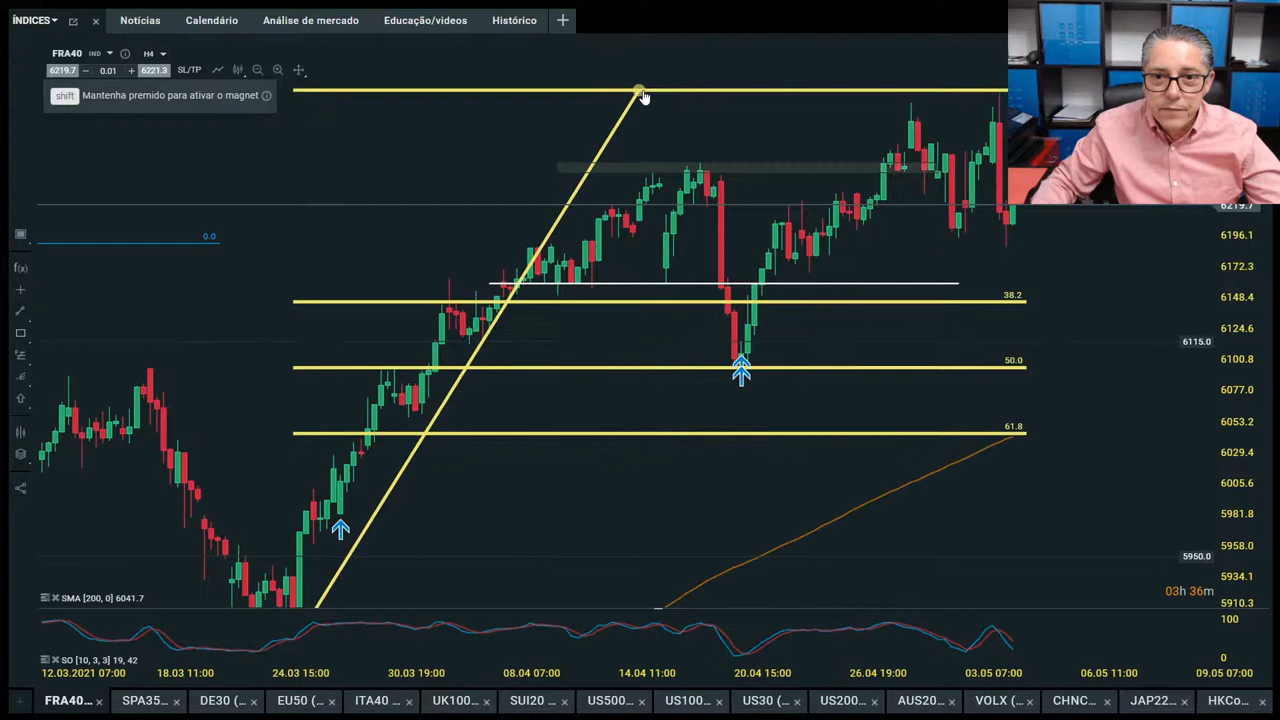 ÍNDICES Notícias Calendário Análise de mercado Educação/videos Histórico
FRA40 IND H4
6219.7 0.01 6221.3 SL/TP
shift Mantenha premido para ativar o magnet
0.0
6219.7
6196.1
6172.3
38.2
6148.4
6115.0
6124.6
50.0
6100.8
6077.0
61.8
6053.2
6029.4
6005.6
5981.8
5950.0
5958.0
5934.1
03h 36m
SMA [200, 0] 6041.7
5910.3
f(x)
100
SO [10, 3, 3] 19, 42
0
12.03.2021 07:00 18.03 11:00 24.03 15:00 30.03 19:00 08.04 07:00 14.04 11:00 20.04 15:00 26.04 19:00 03.05 07:00 06.05 11:00 09.05 19:00
FRA40... SPA35... DE30 (... EU50 (... ITA40 ... UK100... SUI20 ... US500... US100... US30 (... US200... AUS20... VOLX (... CHNC... JAP22... HKCo...